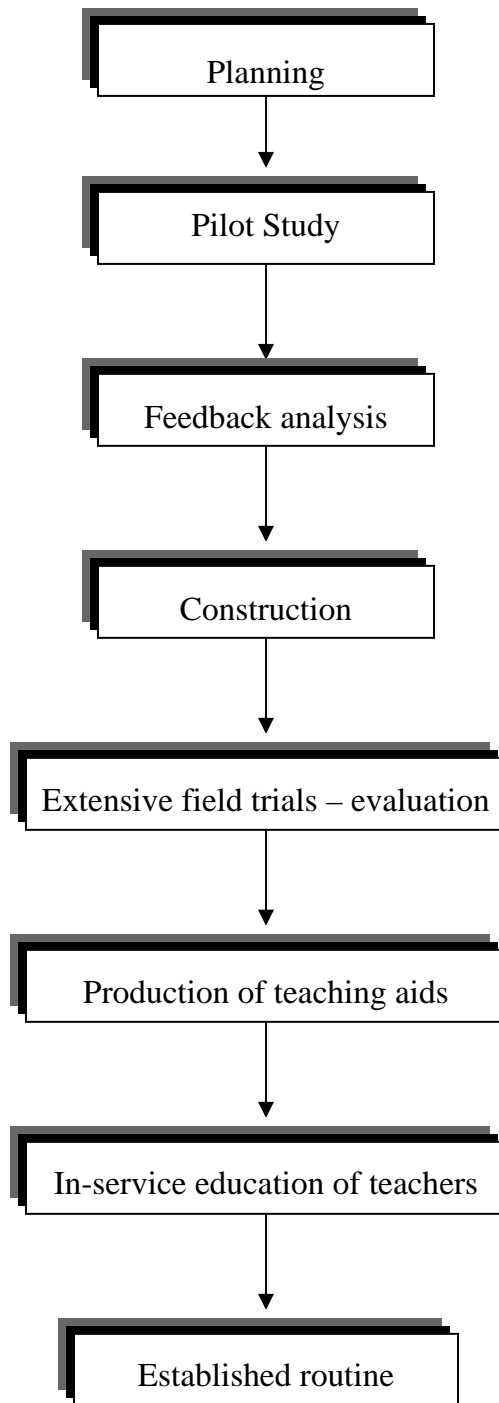 Planning
Pilot Study
Feedback analysis
Construction
Extensive field trials – evaluation
Production of teaching aids
In-service education of teachers
Established routine